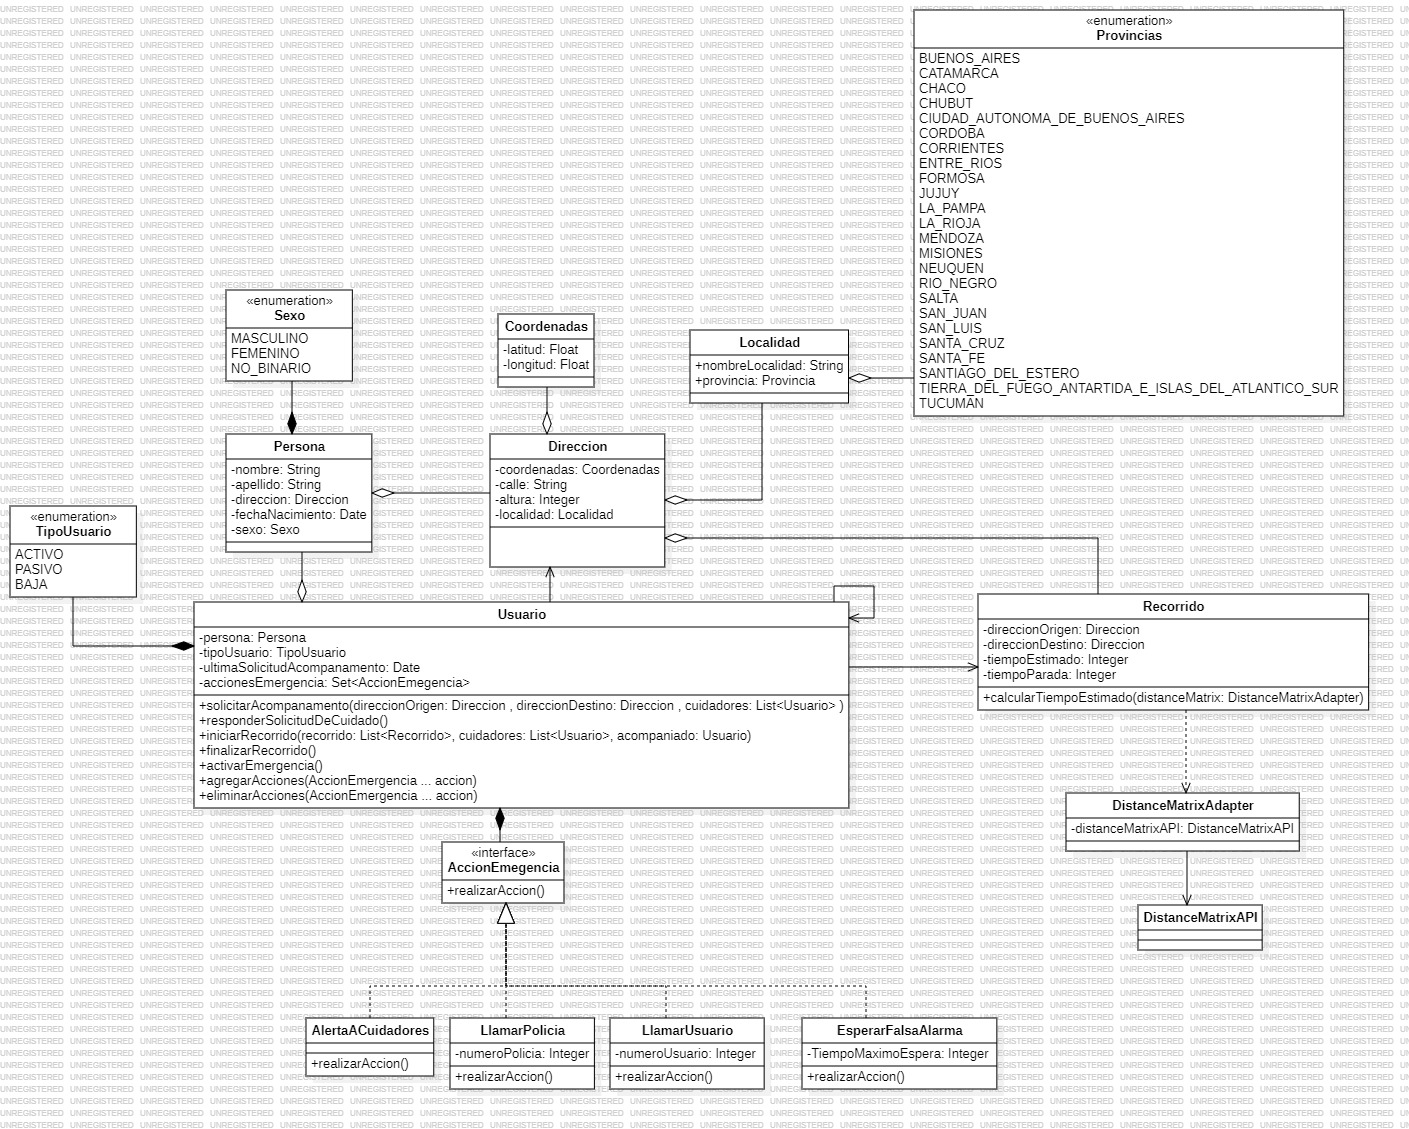 «enumeration»
Provincias
BUENOS_AIRES
CATAMARCA
CHACO
CHUBUT
CIUDAD_AUTONOMA_DE_BUENOS_AIRES
CORDOBA
CORRIENTES
ENTRE_RIOS
FORMOSA
JUJUY
LA_PAMPA
LA_RIOJA
MENDOZA
MISIONES
NEUQUEN
RIO_NEGRO
SALTA
SAN_JUAN
SAN_LUIS
SANTA_CRUZ
SANTA_FE
SANTIAGO_DEL_ESTERO
TIERRA_DEL_FUEGO_ANTARTIDA_E_ISLAS_DEL_ATLANTICO_SUR
TUCUMAN
«enumeration»
Sexo
MASCULINO
FEMENINO
NO_BINARIO
Coordenadas
-latitud: Float
-longitud: Float
Localidad
+nombreLocalidad: String
+provincia: Provincia
Persona
-nombre: String
-apellido: String
-direccion: Direccion
-fechaNacimiento: Date
-sexo: Sexo
Direccion
-coordenadas: Coordenadas
-calle: String
-altura: Integer
-localidad: Localidad
«enumeration»
TipoUsuario
ACTIVO
PASIVO
BAJA
Usuario
-persona: Persona
-tipoUsuario: TipoUsuario
-ultimaSolicitudAcompanamento: Date
-accionesEmergencia: Set<AccionEmegencia>
+solicitarAcompanamento(direccionOrigen: Direccion , direccionDestino: Direccion , cuidadores: List<Usuario> )
+responderSolicitudDeCuidado()
+iniciarRecorrido(recorrido: List<Recorrido>, cuidadores: List<Usuario>, acompaniado: Usuario)
+finalizarRecorrido()
+activarEmergencia()
+agregarAcciones(AccionEmergencia ... accion)
+eliminarAcciones(AccionEmergencia ... accion)
Recorrido
-direccionOrigen: Direccion
-direccionDestino: Direccion
-tiempoEstimado: Integer
-tiempoParada: Integer
+calcularTiempoEstimado(distanceMatrix: DistanceMatrixAdapter)
DistanceMatrixAdapter
-distanceMatrixAPI: DistanceMatrixAPI
DistanceMatrixAPI
«interface»
AccionEmegencia
+realizarAccion()
AlertaACuidadores
+realizarAccion()
LlamarPolicia
-numeroPolicia: Integer
+realizarAccion()
LlamarUsuario
-numeroUsuario: Integer
+realizarAccion()
EsperarFalsaAlarma
-TiempoMaximoEspera: Integer
+realizarAccion()
UNREGISTERED